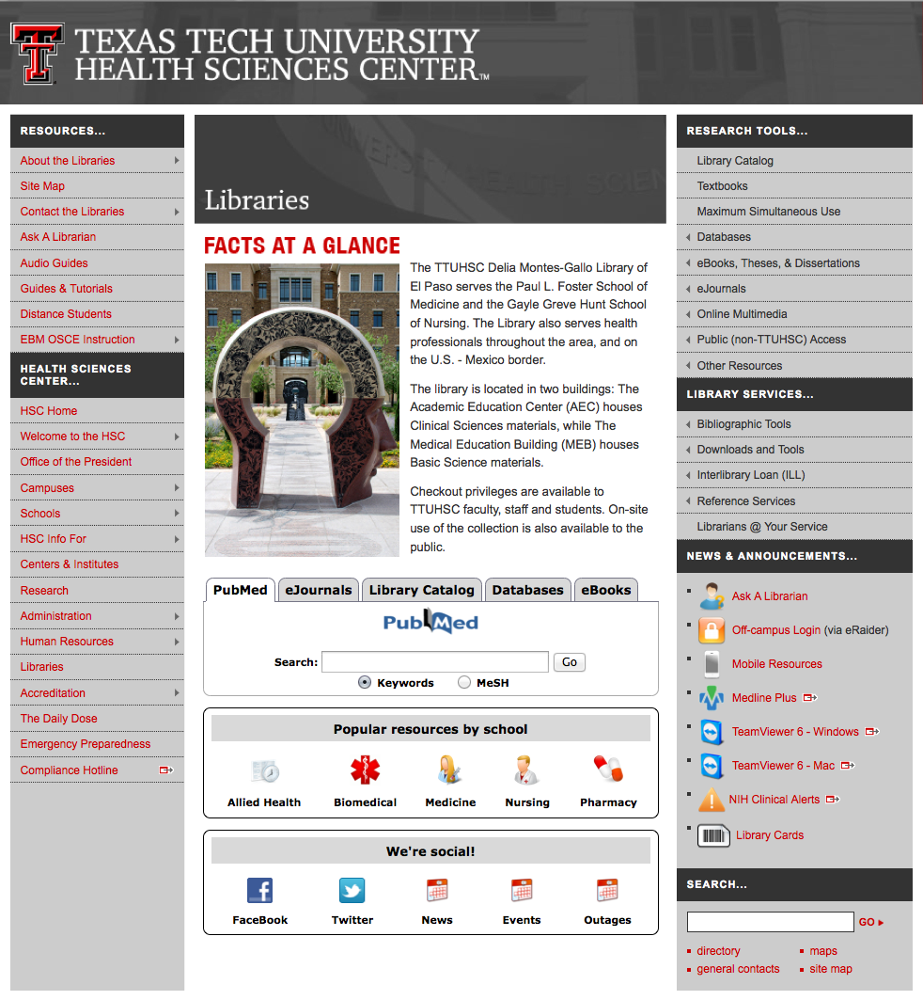 TEXAS TECH UNIVERSITY
HEALTH SCIENCES CENTER™
RESOURCES...
About the Libraries
Site Map
Contact the Libraries
Ask A Librarian
Audio Guides
Guides & Tutorials
Distance Students
EBM OSCE Instruction
HEALTH SCIENCES
CENTER...
HSC Home
Welcome to the HSC
Office of the President
Campuses
Schools
HSC Info For
Centers & Institutes
Research
Administration
Human Resources
Libraries
Accreditation
The Daily Dose
Emergency Preparedness
Compliance Hotline
Libraries
FACTS AT A GLANCE
The TTUHSC Delia Montes-Gallo Library of
El Paso serves the Paul L. Foster School of
Medicine and the Gayle Greve Hunt School
of Nursing. The Library also serves health
professionals throughout the area, and on
the U.S. - Mexico border.
The library is located in two buildings: The
Academic Education Center (AEC) houses
Clinical Sciences materials, while The
Medical Education Building (MEB) houses
Basic Science materials.
Checkout privileges are available to
TTUHSC faculty, staff and students. On-site
use of the collection is also available to the
public.
PubMed eJournals Library Catalog Databases eBooks
PubMed
Search: Go
Keywords MeSH
Popular resources by school
Allied Health Biomedical Medicine Nursing Pharmacy
We're social!
FaceBook Twitter News Events Outages
RESEARCH TOOLS...
Library Catalog
Textbooks
Maximum Simultaneous Use
Databases
eBooks, Theses, & Dissertations
eJournals
Online Multimedia
Public (non-TTUHSC) Access
Other Resources
LIBRARY SERVICES...
Bibliographic Tools
Downloads and Tools
Interlibrary Loan (ILL)
Reference Services
Librarians @ Your Service
NEWS & ANNOUNCEMENTS...
Ask A Librarian
Off-campus Login (via eRaider)
Mobile Resources
Medline Plus
TeamViewer 6 - Windows
TeamViewer 6 - Mac
NIH Clinical Alerts
Library Cards
SEARCH...
GO
directory maps
general contacts site map